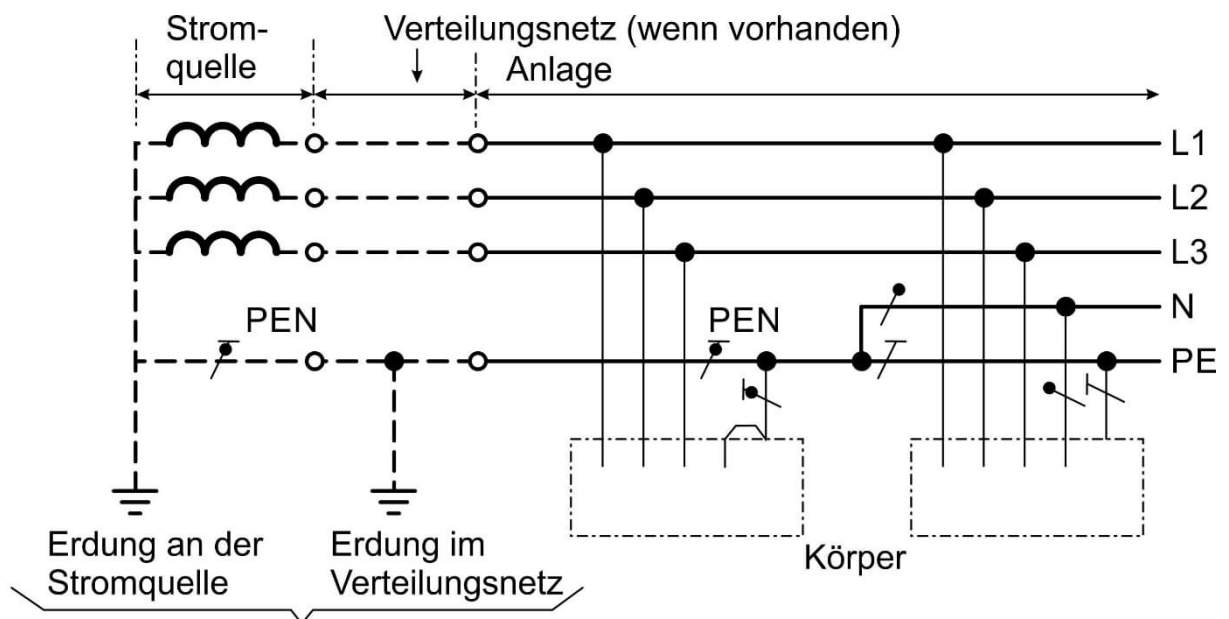 Strom-
quelle
Verteilungsnetz (wenn vorhanden)
Anlage
L1
L2
L3
N
PEN
PEN
PE
Erdung an der
Stromquelle
Erdung im
Verteilungsnetz
Körper